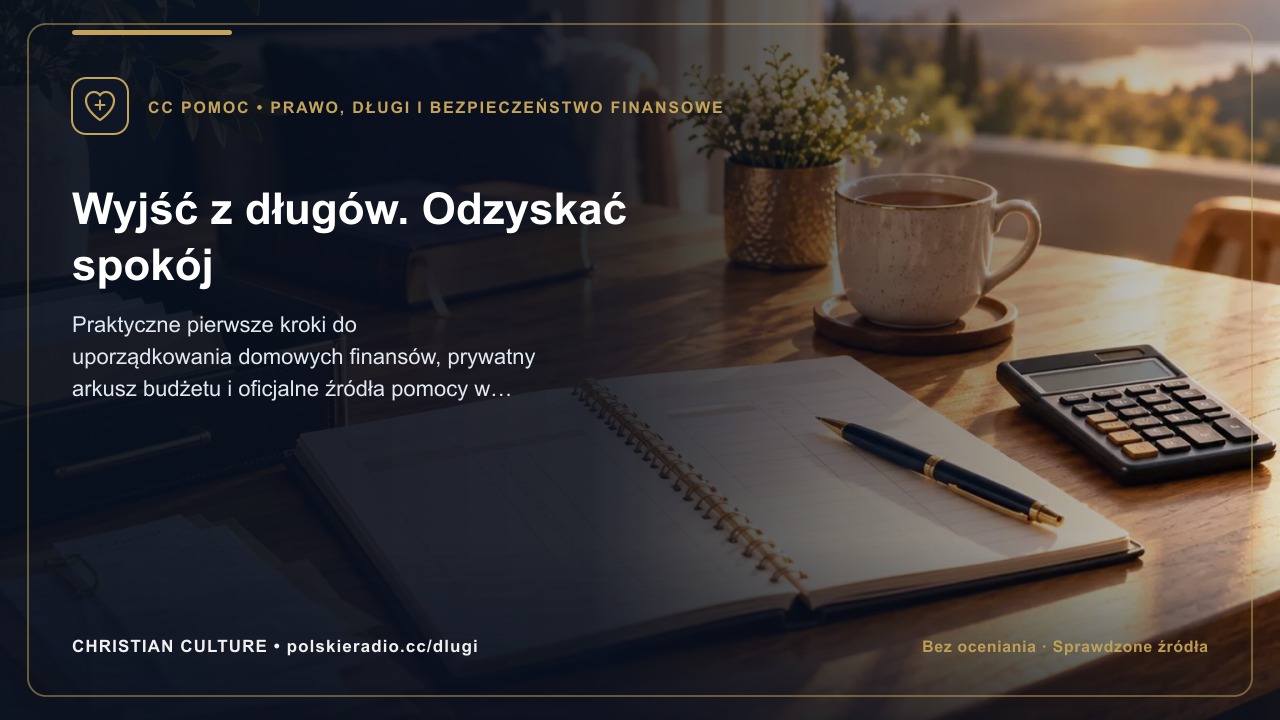 CC POMOC • PRAWO, DŁUGI I BEZPIECZEŃSTWO FINANSOWE
Wyjść z długów. Odzyskać
spokój
Praktyczne pierwsze kroki do
uporządkowania domowych finansów, prywatny
arkusz budżetu i oficjalne źródła pomocy w…
CHRISTIAN CULTURE • polskieradio.cc/dlugi
Bez oceniania · Sprawdzone źródła